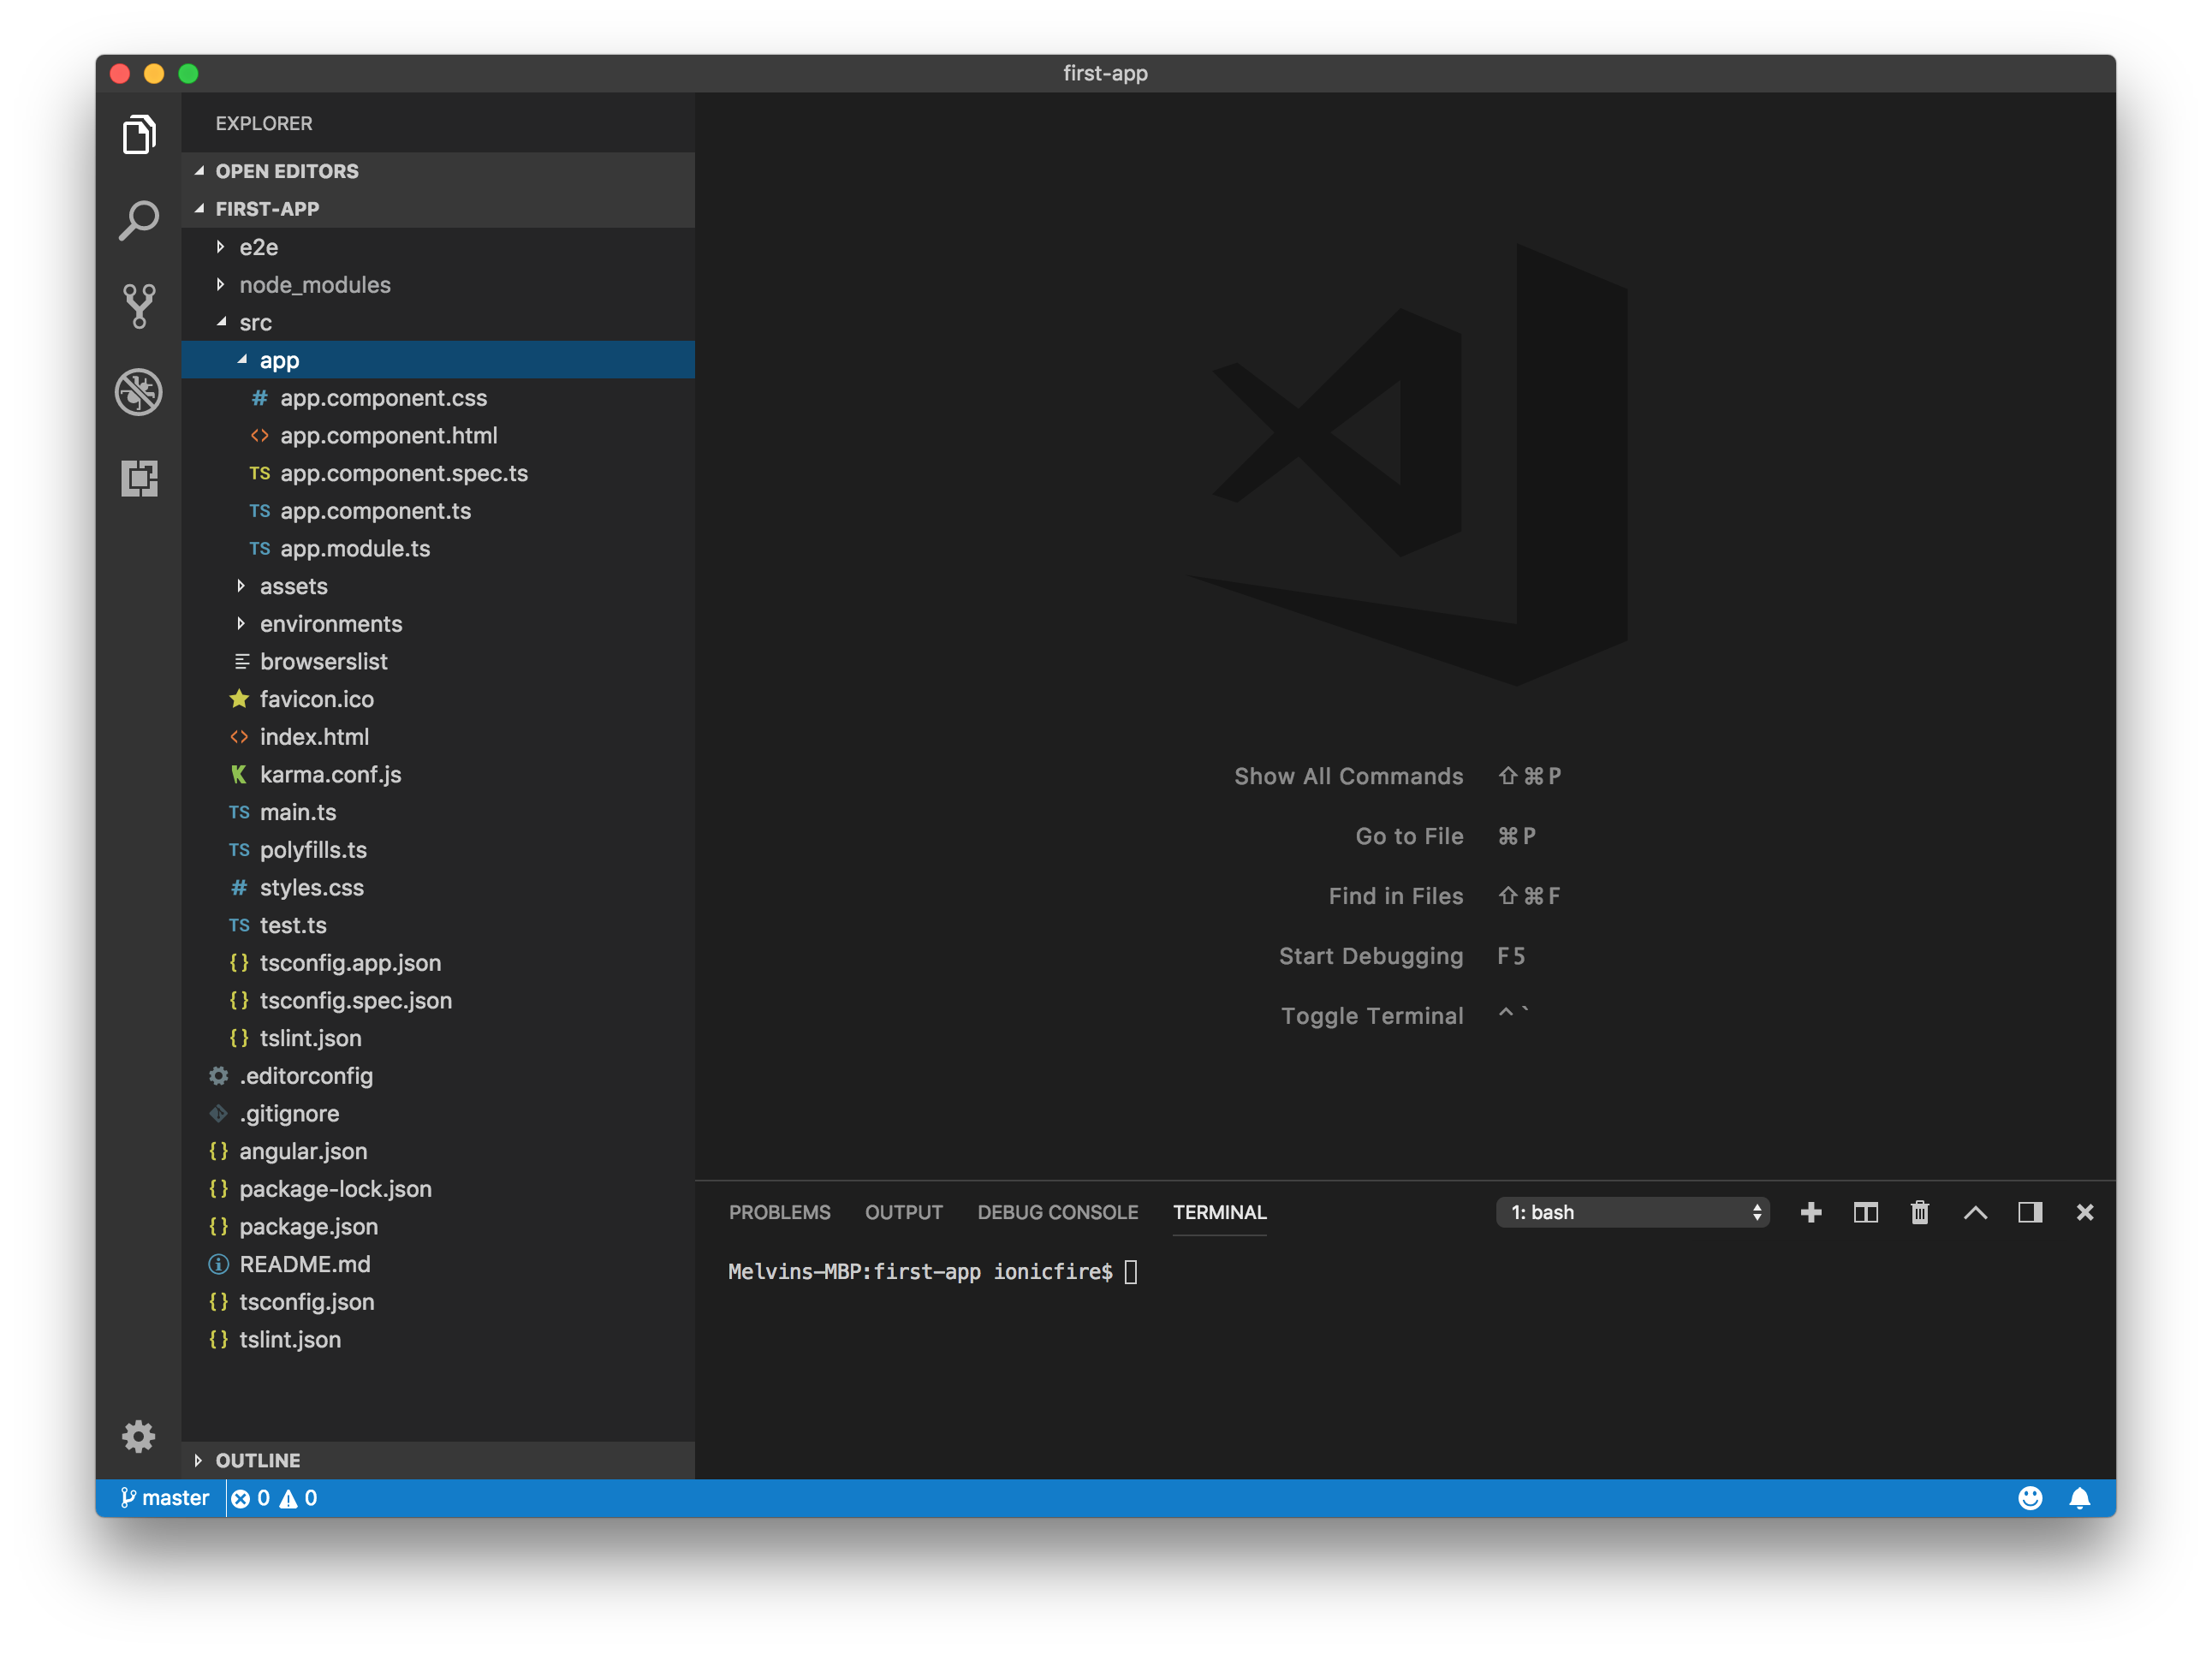 first-app
EXPLORER
OPEN EDITORS
FIRST-APP
e2e
node_modules
src
app
# app.component.css
<> app.component.html
TS app.component.spec.ts
TS app.component.ts
TS app.module.ts
assets
environments
browserslist
favicon.ico
<> index.html
karma.conf.js
TS main.ts
TS polyfills.ts
# styles.css
TS test.ts
{} tsconfig.app.json
{} tsconfig.spec.json
{} tslint.json
.editorconfig
.gitignore
{} angular.json
{} package-lock.json
{} package.json
README.md
{} tsconfig.json
{} tslint.json
OUTLINE
Show All Commands ⇧⌘P
Go to File ⌘P
Find in Files ⇧⌘F
Start Debugging F5
Toggle Terminal ^`
PROBLEMS OUTPUT DEBUG CONSOLE TERMINAL 1: bash
Melvins-MBP:first-app ionicfire$
master 0 0